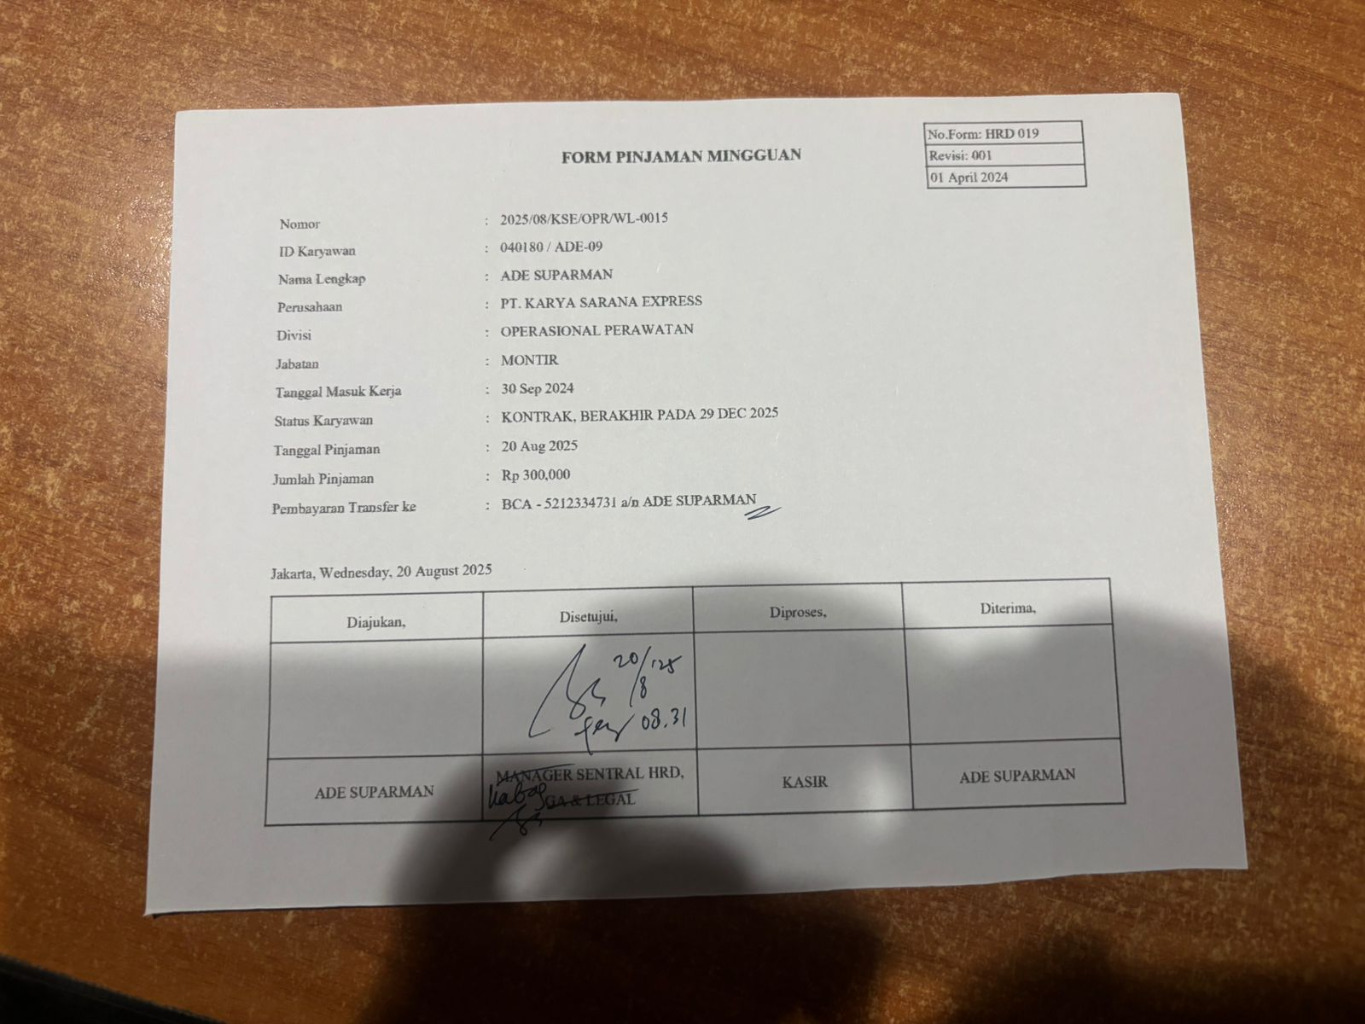 FORM PINJAMAN MINGGUAN
No.Form: HRD 019
Revisi: 001
01 April 2024
Nomor : 2025/08/KSE/OPR/WL-0015
ID Karyawan : 040180 / ADE-09
Nama Lengkap : ADE SUPARMAN
Perusahaan : PT. KARYA SARANA EXPRESS
Divisi : OPERASIONAL PERAWATAN
Jabatan : MONTIR
Tanggal Masuk Kerja : 30 Sep 2024
Status Karyawan : KONTRAK, BERAKHIR PADA 29 DEC 2025
Tanggal Pinjaman : 20 Aug 2025
Jumlah Pinjaman : Rp 300,000
Pembayaran Transfer ke : BCA - 5212334731 a/n ADE SUPARMAN
Jakarta, Wednesday, 20 August 2025
Diajukan, Disetujui, Diproses, Diterima,
20/8 '25
08.31
ADE SUPARMAN MANAGER SENTRAL HRD, KASIR ADE SUPARMAN
GA & LEGAL